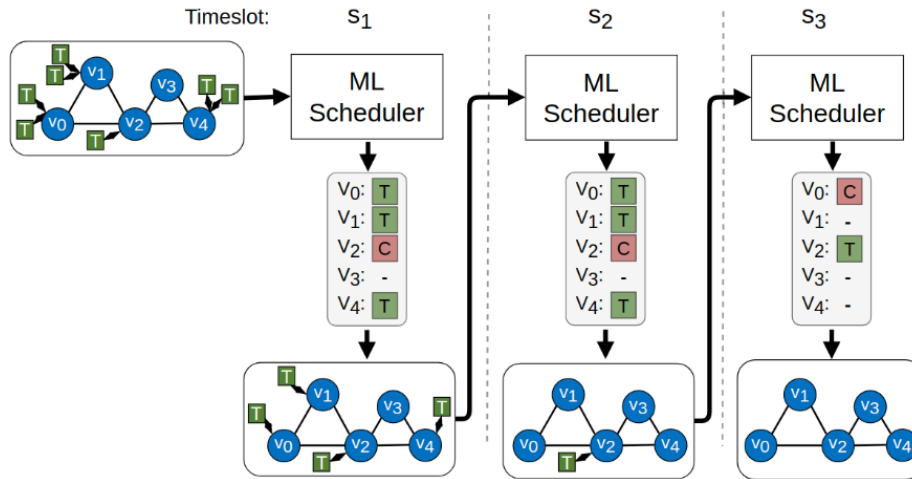 Timeslot: s1 s2 s3
T
T
T
T
T
T
T
v1
v3
v0
v2
v4
ML
Scheduler
V0: T
V1: T
V2: C
V3: -
V4: T
T
T
T
T
v1
v3
v0
v2
v4
ML
Scheduler
V0: T
V1: T
V2: C
V3: -
V4: T
T
v1
v3
v0
v2
v4
ML
Scheduler
V0: C
V1: -
V2: T
V3: -
V4: -
v1
v3
v0
v2
v4